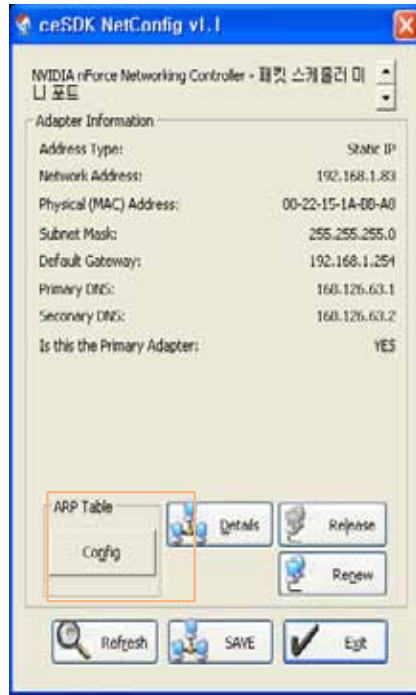 ceSDK NetConfig v1.1
NVIDIA nForce Networking Controller - 패킷 스케줄러 미
니 포트
Adapter Information
Address Type: Static IP
Network Address: 192.168.1.83
Physical (MAC) Address: 00-22-15-1A-BB-A0
Subnet Mask: 255.255.255.0
Default Gateway: 192.168.1.254
Primary DNS: 168.126.63.1
Seconary DNS: 168.126.63.2
Is this the Primary Adapter: YES
ARP Table
Config
Details
Release
Renew
Refresh
SAVE
Exit